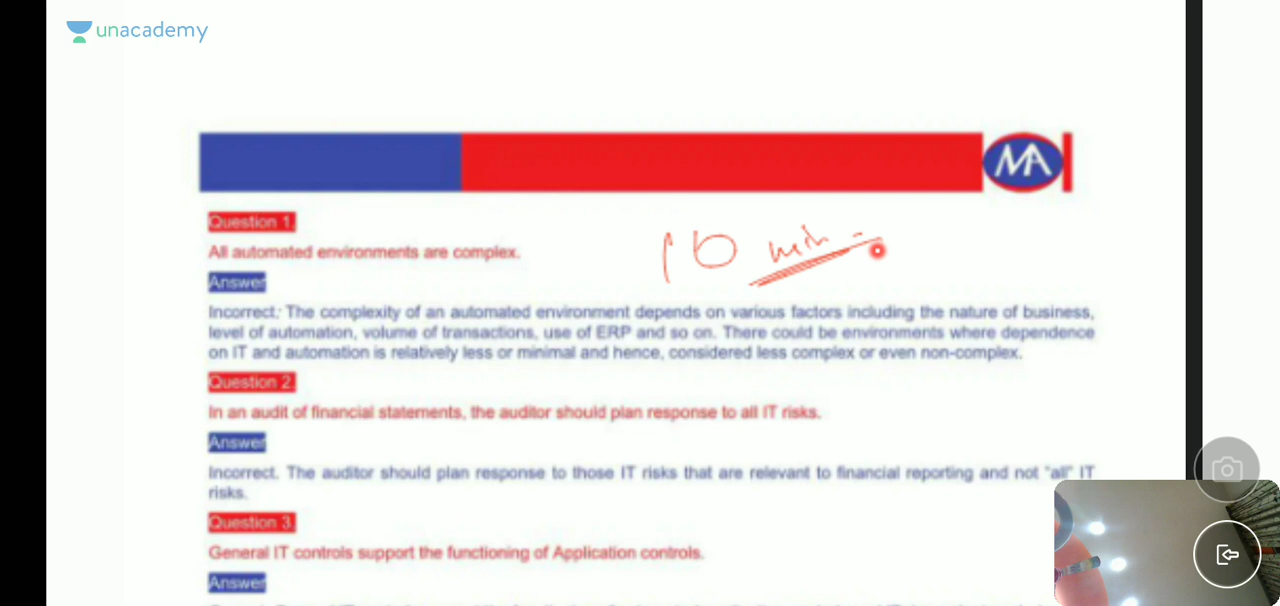 unacademy
MA
Question 1.
All automated environments are complex.
10 min.
Answer
Incorrect: The complexity of an automated environment depends on various factors including the nature of business,
level of automation, volume of transactions, use of ERP and so on. There could be environments where dependence
on IT and automation is relatively less or minimal and hence, considered less complex or even non-complex.
Question 2.
In an audit of financial statements, the auditor should plan response to all IT risks.
Answer
Incorrect. The auditor should plan response to those IT risks that are relevant to financial reporting and not "all" IT
risks.
Question 3.
General IT controls support the functioning of Application controls.
Answer